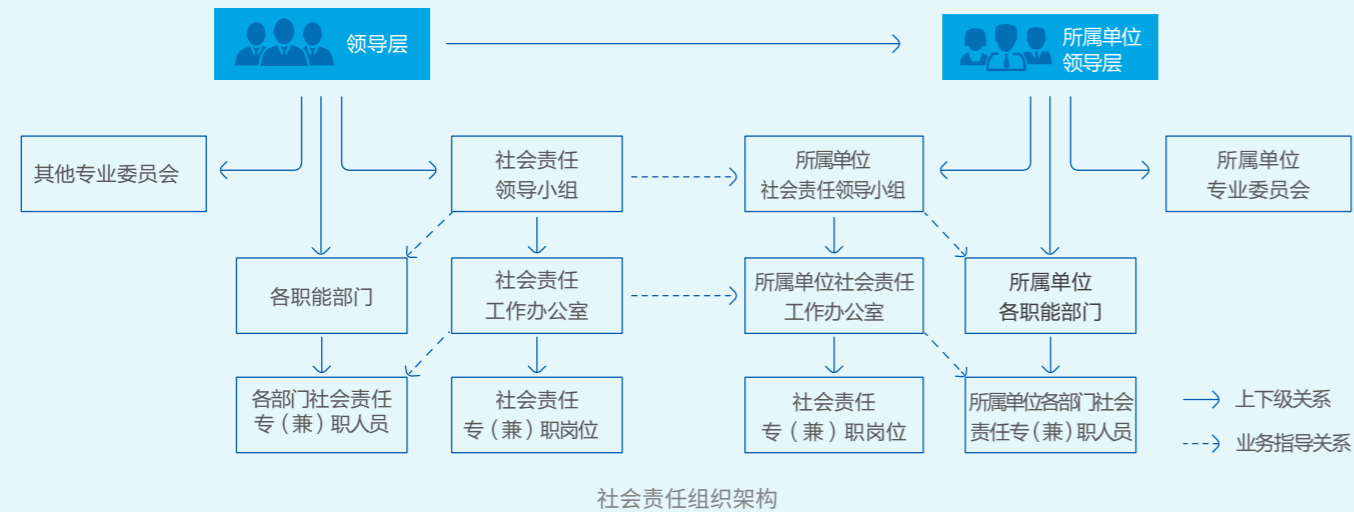 领导层
所属单位
领导层
其他专业委员会
社会责任
领导小组
所属单位
社会责任领导小组
所属单位
专业委员会
各职能部门
社会责任
工作办公室
所属单位社会责任
工作办公室
所属单位
各职能部门
各部门社会责任
专（兼）职人员
社会责任
专（兼）职岗位
社会责任
专（兼）职岗位
所属单位各部门社会
责任专（兼）职人员
上下级关系
业务指导关系
社会责任组织架构